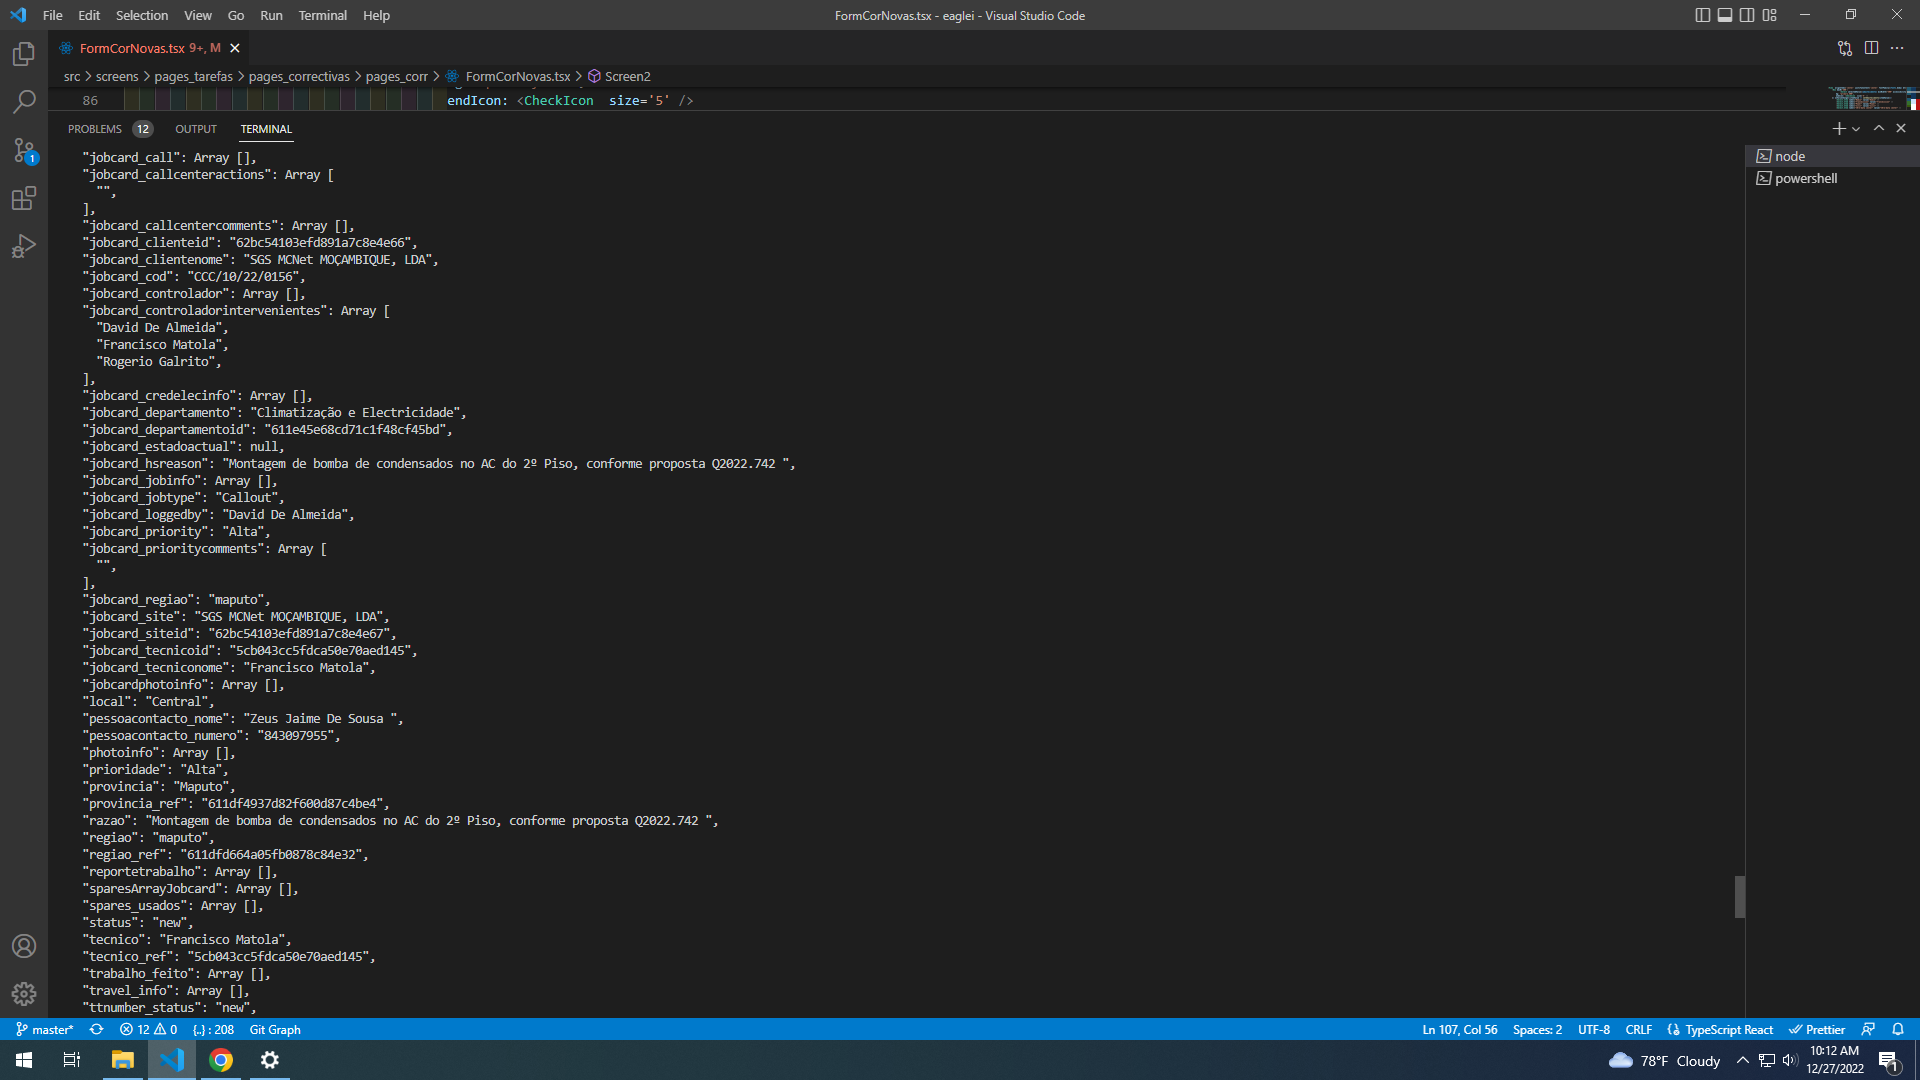 File Edit Selection View Go Run Terminal Help
FormCorNovas.tsx - eaglei - Visual Studio Code
FormCorNovas.tsx 9+, M
src > screens > pages_tarefas > pages_correctivas > pages_corr > FormCorNovas.tsx > Screen2
86 endIcon: <CheckIcon size='5' />
PROBLEMS 12 OUTPUT TERMINAL
node
powershell
1
"jobcard_call": Array [],
"jobcard_callcenteractions": Array [
"",
],
"jobcard_callcentercomments": Array [],
"jobcard_clienteid": "62bc54103efd891a7c8e4e66",
"jobcard_clientenome": "SGS MCNet MOÇAMBIQUE, LDA",
"jobcard_cod": "CCC/10/22/0156",
"jobcard_controlador": Array [],
"jobcard_controladorintervenientes": Array [
"David De Almeida",
"Francisco Matola",
"Rogerio Galrito",
],
"jobcard_credelecinfo": Array [],
"jobcard_departamento": "Climatização e Electricidade",
"jobcard_departamentoid": "611e45e68cd71c1f48cf45bd",
"jobcard_estadoactual": null,
"jobcard_hsreason": "Montagem de bomba de condensados no AC do 2º Piso, conforme proposta Q2022.742 ",
"jobcard_jobinfo": Array [],
"jobcard_jobtype": "Callout",
"jobcard_loggedby": "David De Almeida",
"jobcard_priority": "Alta",
"jobcard_prioritycomments": Array [
"",
],
"jobcard_regiao": "maputo",
"jobcard_site": "SGS MCNet MOÇAMBIQUE, LDA",
"jobcard_siteid": "62bc54103efd891a7c8e4e67",
"jobcard_tecnicoid": "5cb043cc5fdca50e70aed145",
"jobcard_tecniconome": "Francisco Matola",
"jobcardphotoinfo": Array [],
"local": "Central",
"pessoacontacto_nome": "Zeus Jaime De Sousa ",
"pessoacontacto_numero": "843097955",
"photoinfo": Array [],
"prioridade": "Alta",
"provincia": "Maputo",
"provincia_ref": "611df4937d82f600d87c4be4",
"razao": "Montagem de bomba de condensados no AC do 2º Piso, conforme proposta Q2022.742 ",
"regiao": "maputo",
"regiao_ref": "611dfd664a05fb0878c84e32",
"reportetrabalho": Array [],
"sparesArrayJobcard": Array [],
"spares_usados": Array [],
"status": "new",
"tecnico": "Francisco Matola",
"tecnico_ref": "5cb043cc5fdca50e70aed145",
"trabalho_feito": Array [],
"travel_info": Array [],
"ttnumber_status": "new",
master* 12 0 {..} : 208 Git Graph
Ln 107, Col 56 Spaces: 2 UTF-8 CRLF TypeScript React Prettier
78°F Cloudy
10:12 AM
12/27/2022
1